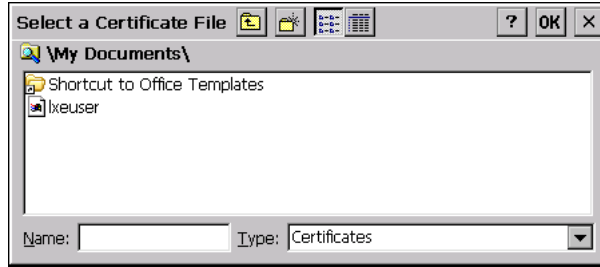 Select a Certificate File ? OK ×
\My Documents\
Shortcut to Office Templates
lxeuser
Name: Type: Certificates